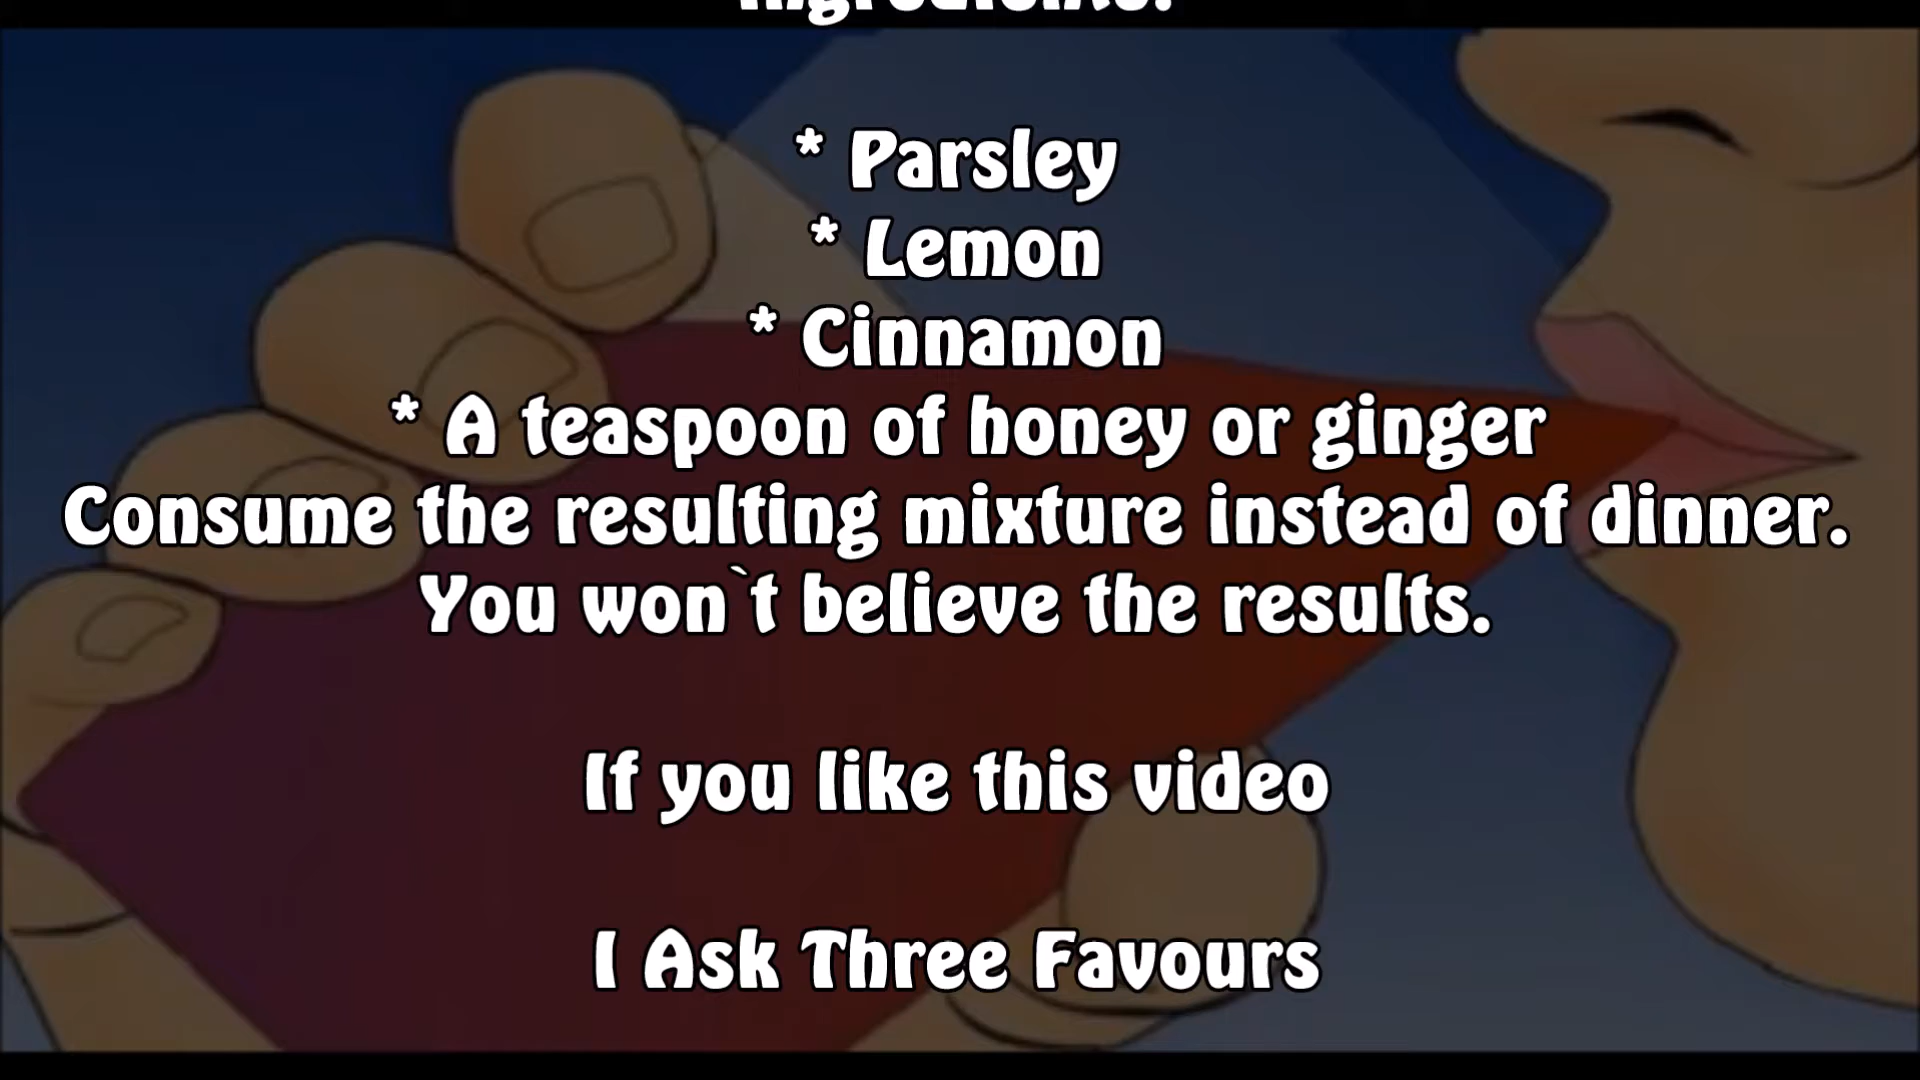 Ingredients:
* Parsley
* Lemon
* Cinnamon
* A teaspoon of honey or ginger
Consume the resulting mixture instead of dinner.
You won`t believe the results.
If you like this video
I Ask Three Favours